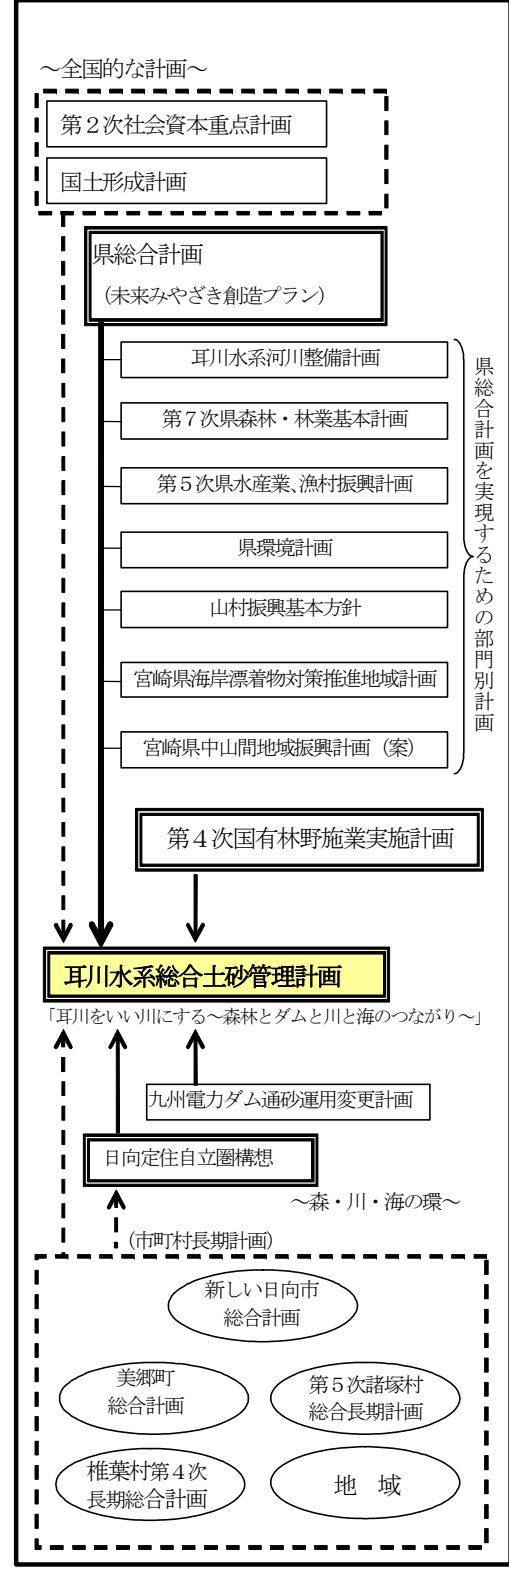 ～全国的な計画～
第２次社会資本重点計画
国土形成計画
県総合計画
（未来みやざき創造プラン）
耳川水系河川整備計画
第７次県森林・林業基本計画
第５次県水産業、漁村振興計画
県環境計画
山村振興基本方針
宮崎県海岸漂着物対策推進地域計画
宮崎県中山間地域振興計画（案）
県総合計画を実現するための部門別計画
第４次国有林野施業実施計画
耳川水系総合土砂管理計画
「耳川をいい川にする～森林とダムと川と海のつながり～」
九州電力ダム通砂運用変更計画
日向定住自立圏構想
～森・川・海の環～
（市町村長期計画）
新しい日向市
総合計画
美郷町
総合計画
第５次諸塚村
総合長期計画
椎葉村第４次
長期総合計画
地　域